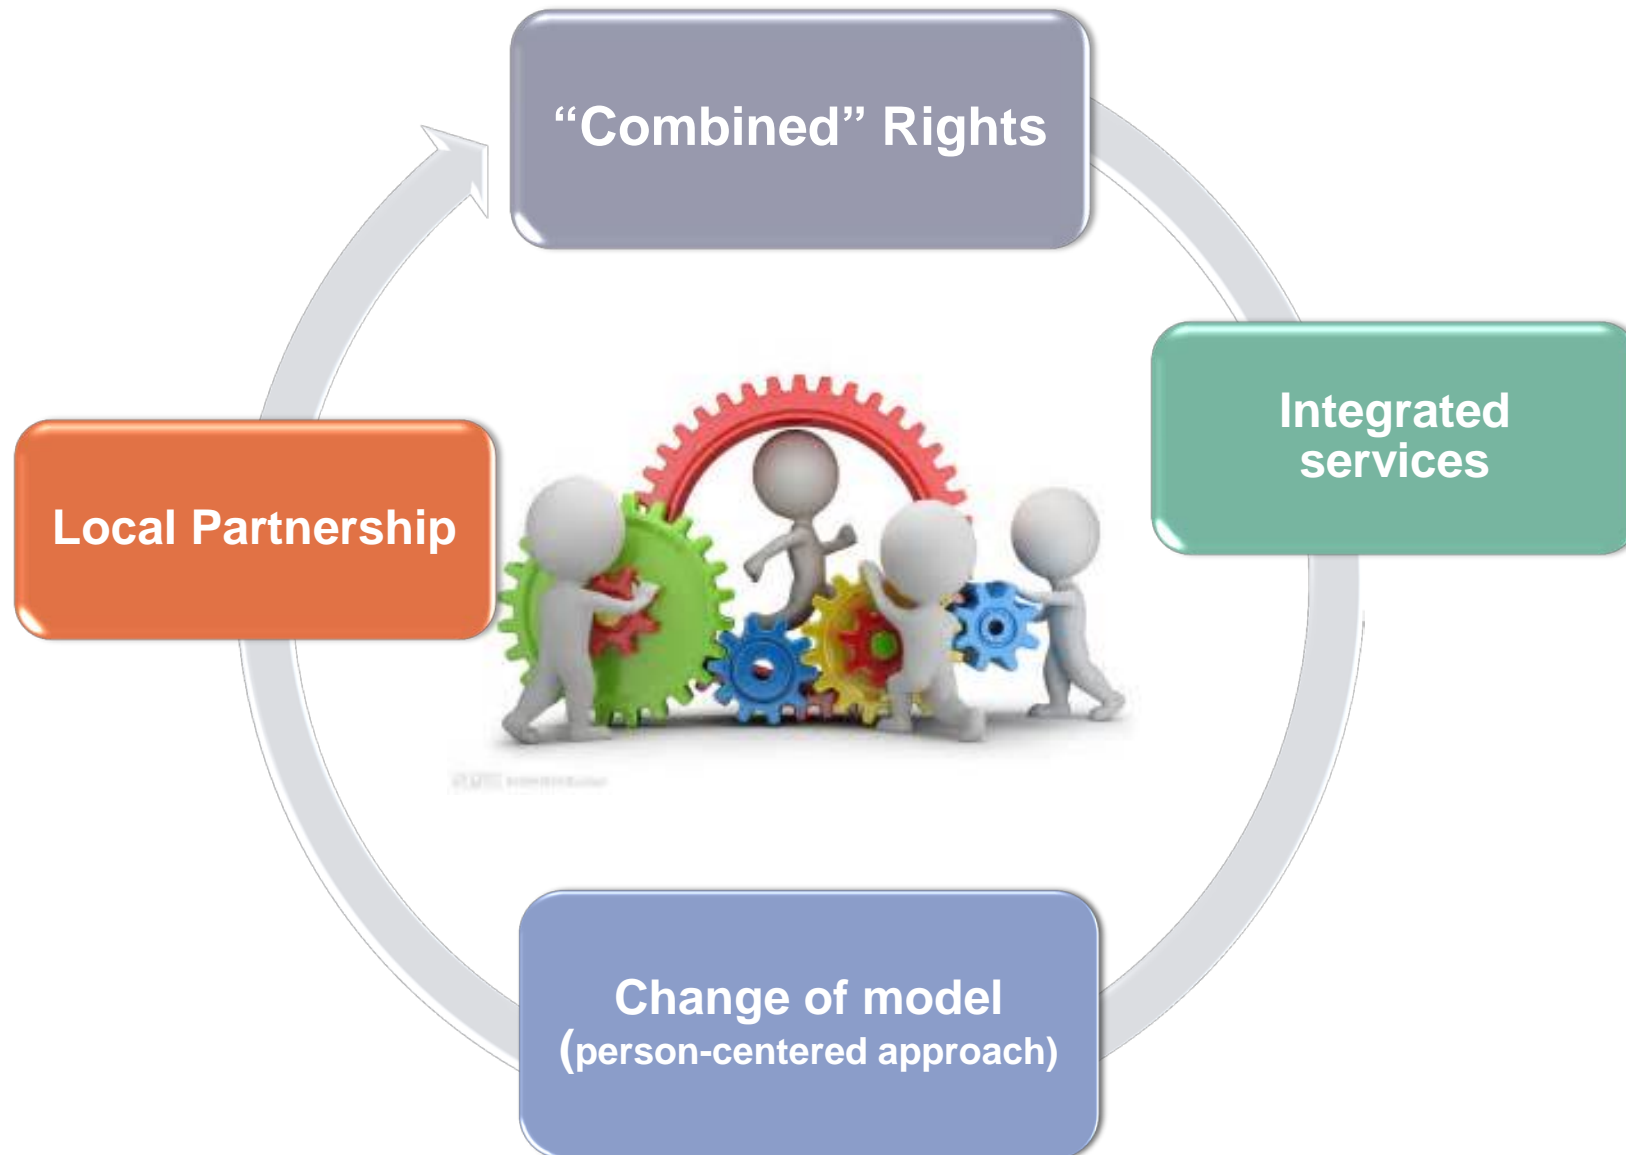 “Combined” Rights
Integrated
services
Local Partnership
Change of model
(person-centered approach)